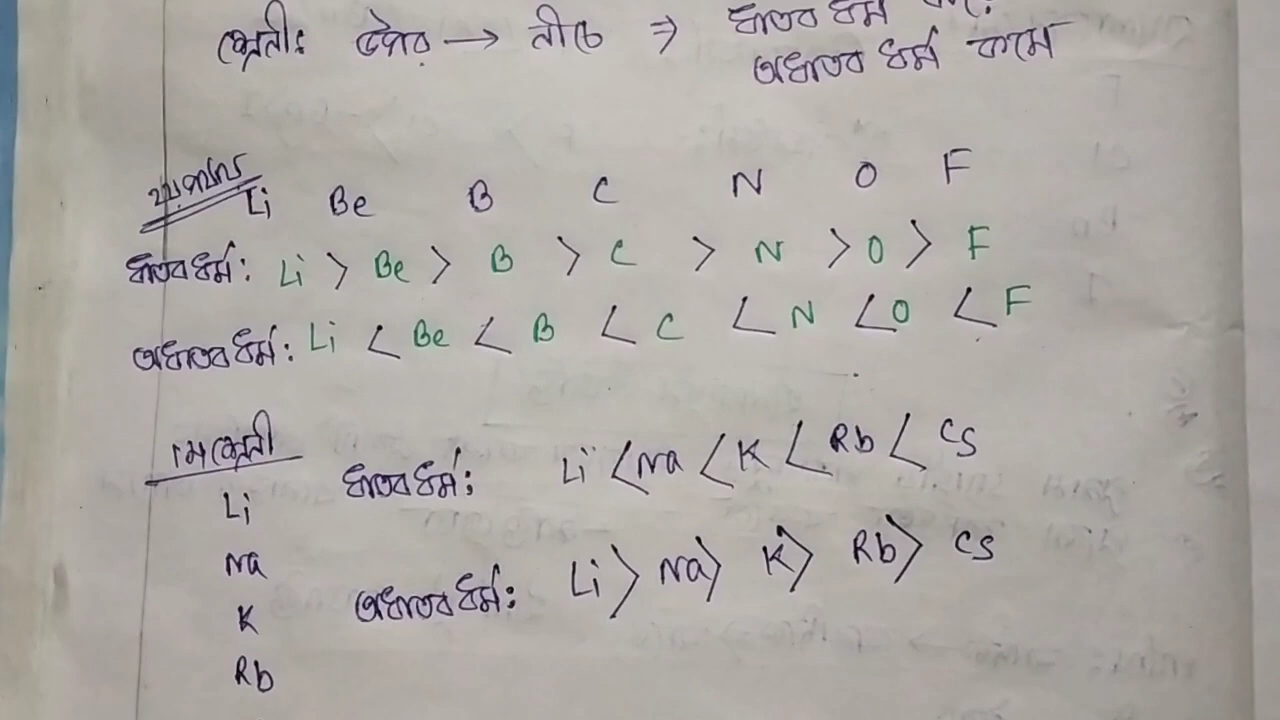 শ্রেনী: উপর → নীচে ⇒ ধাতব ধর্ম
অধাতব ধর্ম কমে
২য় পর্যায়
Li Be B C N O F
ধাতব ধর্ম: Li > Be > B > C > N > O > F
অধাতব ধর্ম: Li < Be < B < C < N < O < F
১ম শ্রেনী
ধাতব ধর্ম: Li < Na < K < Rb < Cs
Li
Na
অধাতব ধর্ম: Li > Na > K > Rb > Cs
K
Rb